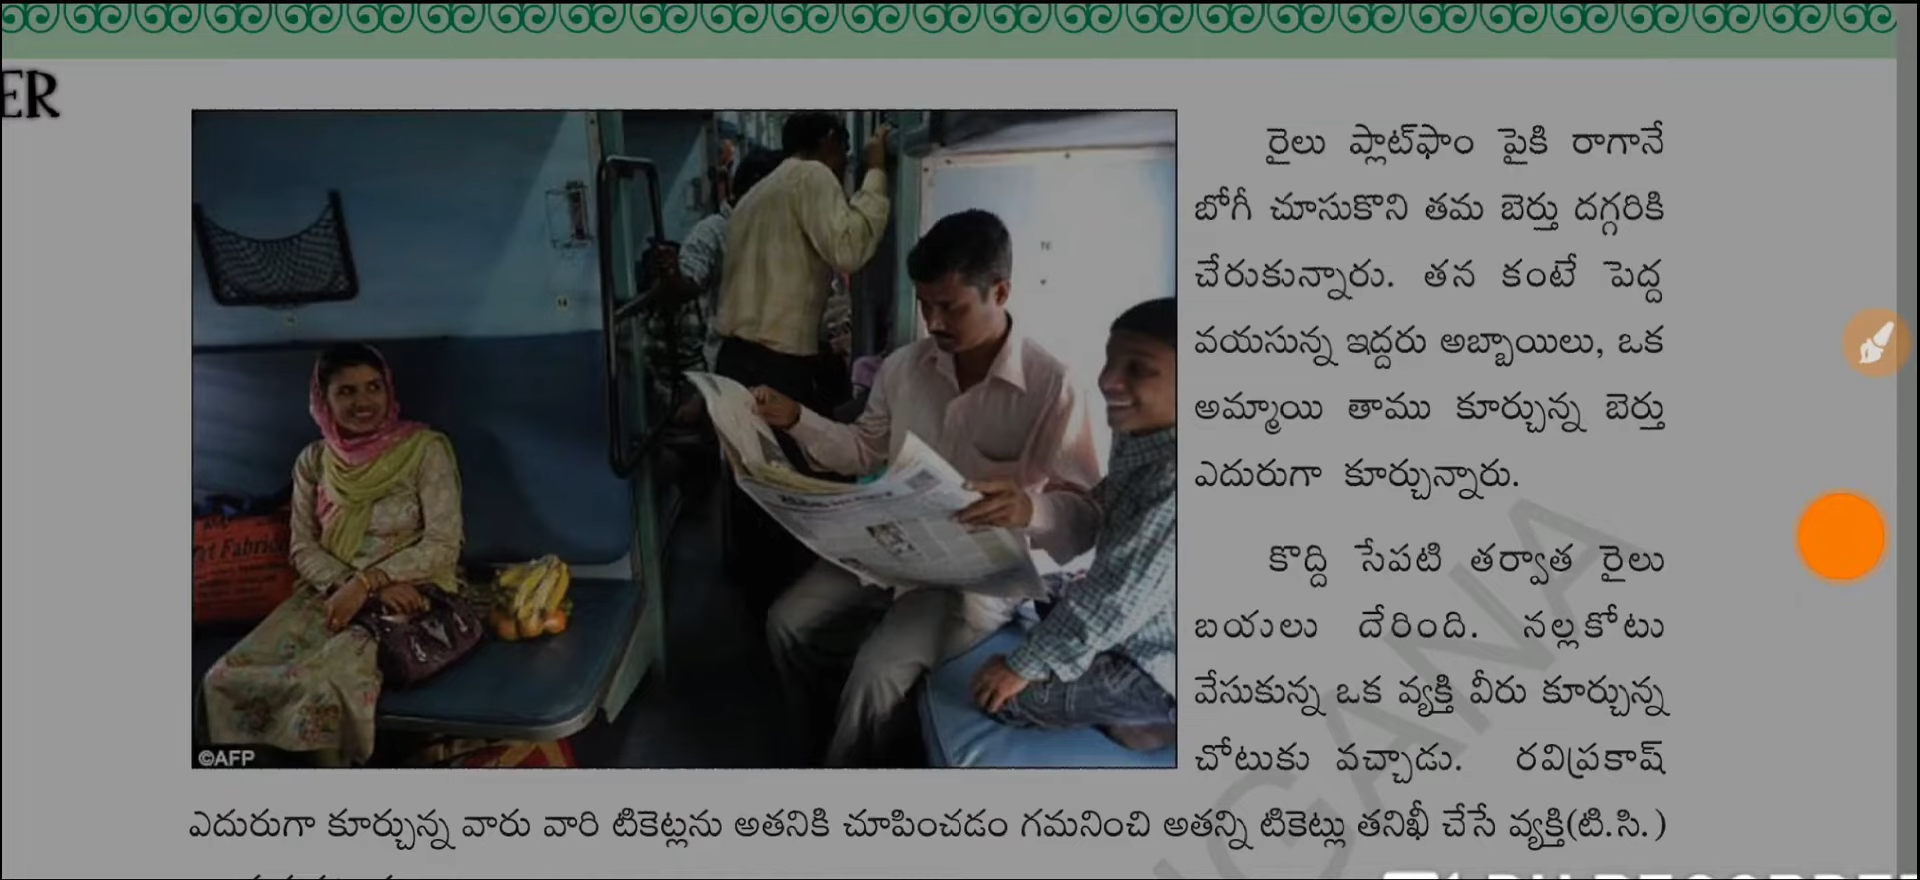 ER
రైలు ప్లాట్‌ఫాం పైకి రాగానే
బోగీ చూసుకొని తమ బెర్తు దగ్గరికి
చేరుకున్నారు. తన కంటే పెద్ద
వయసున్న ఇద్దరు అబ్బాయిలు, ఒక
అమ్మాయి తాము కూర్చున్న బెర్తు
ఎదురుగా కూర్చున్నారు.
కొద్ది సేపటి తర్వాత రైలు
బయలు దేరింది. నల్లకోటు
వేసుకున్న ఒక వ్యక్తి వీరు కూర్చున్న
చోటుకు వచ్చాడు. రవిప్రకాష్
©AFP
ఎదురుగా కూర్చున్న వారు వారి టికెట్లను అతనికి చూపించడం గమనించి అతన్ని టికెట్లు తనిఖీ చేసే వ్యక్తి(టి.సి.)